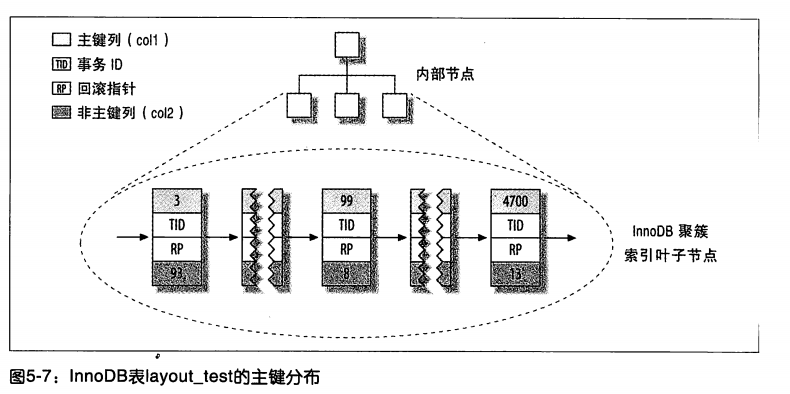 主键列（col1）
TID 事务 ID
RP 回滚指针
非主键列（col2）
内部节点
3
99
4700
TID
TID
TID
RP
RP
RP
93
8
13
InnoDB 聚簇
索引叶子节点
图5-7：InnoDB表layout_test的主键分布